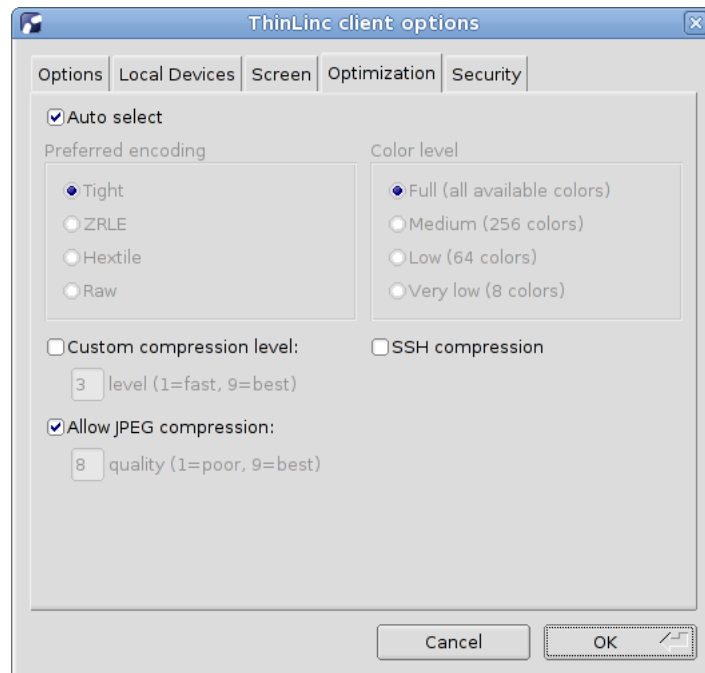 ThinLinc client options
Options Local Devices Screen Optimization Security
Auto select
Preferred encoding
Color level
Tight
Full (all available colors)
ZRLE
Medium (256 colors)
Hextile
Low (64 colors)
Raw
Very low (8 colors)
Custom compression level:
SSH compression
3 level (1=fast, 9=best)
Allow JPEG compression:
8 quality (1=poor, 9=best)
Cancel
OK